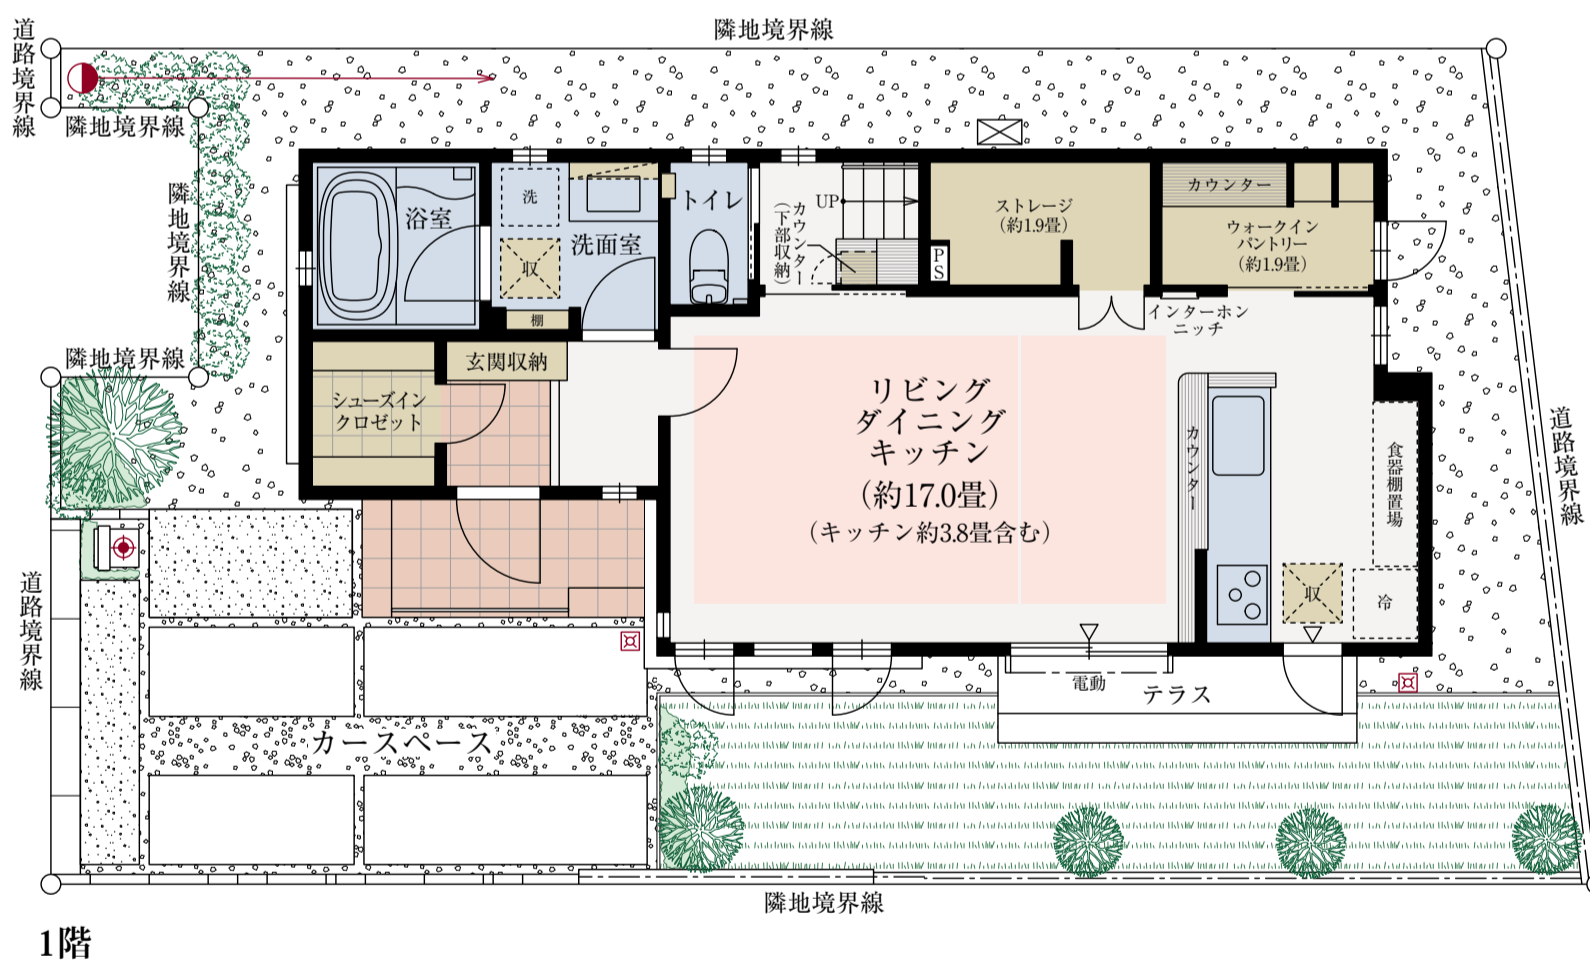 道路境界線
隣地境界線
隣地境界線
隣地境界線
隣地境界線
浴室
洗
収
洗面室
棚
トイレ
カウンター
（下部収納）
UP
ストレージ
（約1.9畳）
PS
カウンター
ウォークイン
パントリー
（約1.9畳）
インターホン
ニッチ
玄関収納
シューズイン
クロゼット
リビング
ダイニング
キッチン
（約17.0畳）
（キッチン約3.8畳含む）
カウンター
食器棚置場
収
冷
道路境界線
道路境界線
電動
テラス
カースペース
隣地境界線
1階